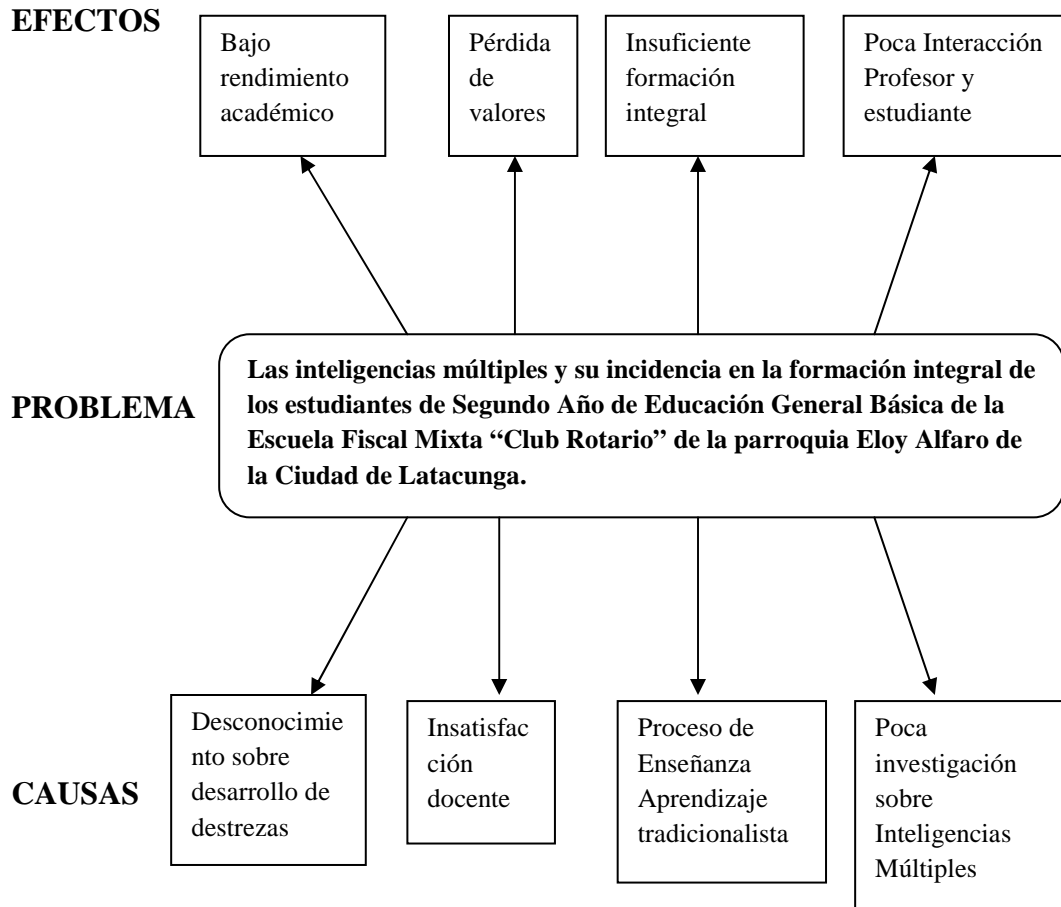 EFECTOS
Bajo
rendimiento
académico
Pérdida
de
valores
Insuficiente
formación
integral
Poca Interacción
Profesor y
estudiante
PROBLEMA
Las inteligencias múltiples y su incidencia en la formación integral de
los estudiantes de Segundo Año de Educación General Básica de la
Escuela Fiscal Mixta “Club Rotario” de la parroquia Eloy Alfaro de
la Ciudad de Latacunga.
CAUSAS
Desconocimie
nto sobre
desarrollo de
destrezas
Insatisfac
ción
docente
Proceso de
Enseñanza
Aprendizaje
tradicionalista
Poca
investigación
sobre
Inteligencias
Múltiples